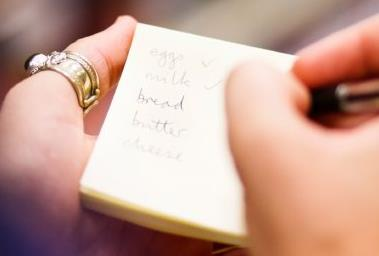 eggs ✓
milk ✓
bread
butter
cheese